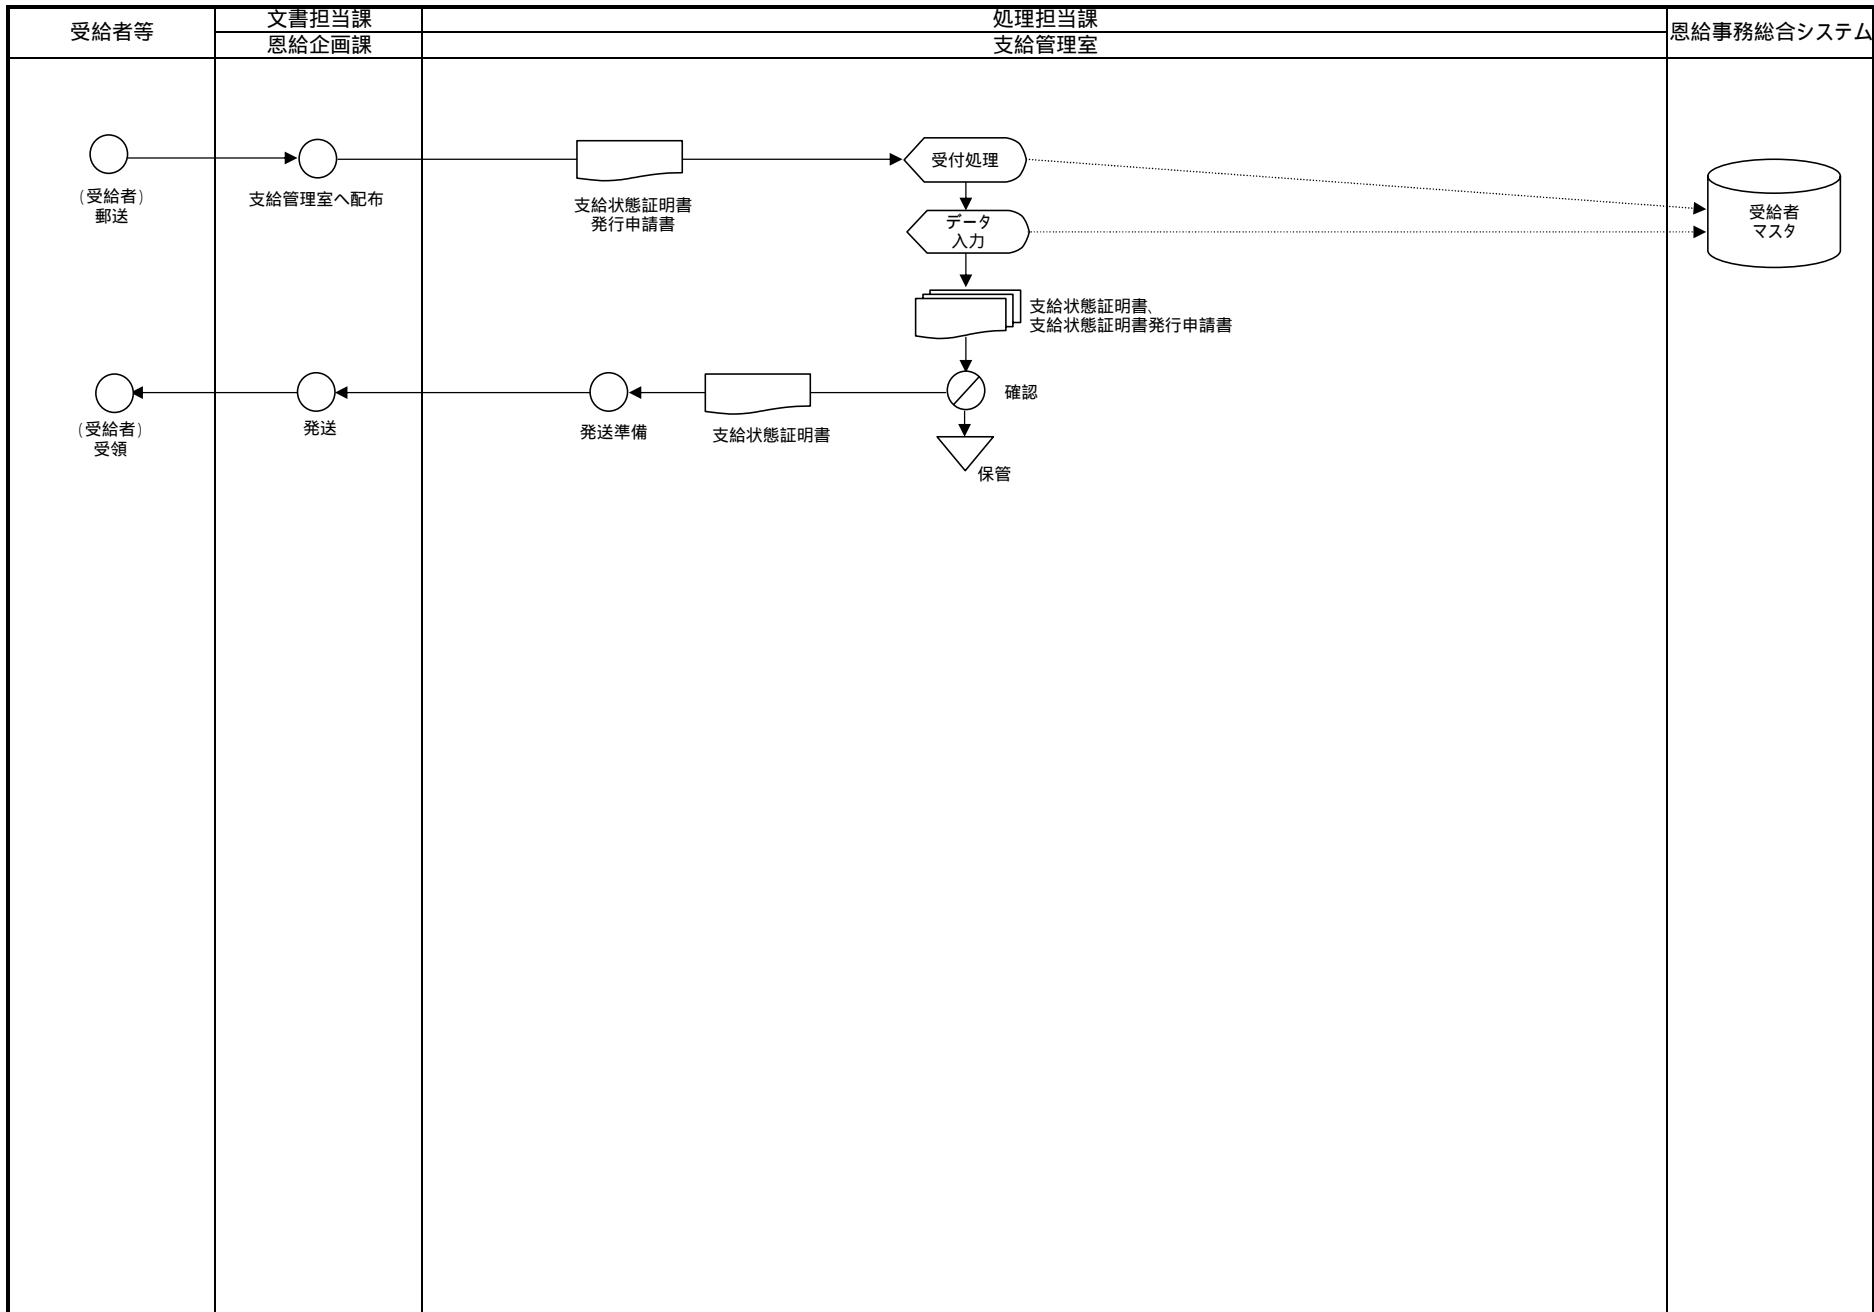 受給者等
文書担当課
恩給企画課
処理担当課
支給管理室
恩給事務総合システム
(受給者)
郵送
支給管理室へ配布
支給状態証明書
発行申請書
受付処理
データ
入力
受給者
マスタ
支給状態証明書、
支給状態証明書発行申請書
確認
支給状態証明書
発送準備
発送
(受給者)
受領
保管